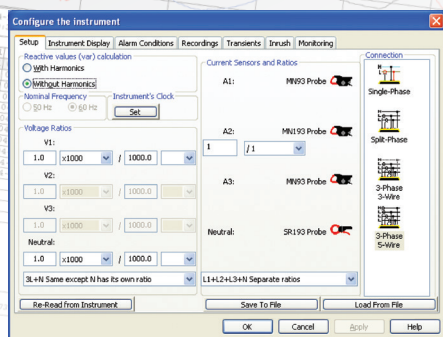 Configure the instrument
Setup Instrument Display Alarm Conditions Recordings Transients Inrush Monitoring
Reactive values (var) calculation
With Harmonics
Without Harmonics
Nominal Frequency
50 Hz 60 Hz
Instrument's Clock
Set
Voltage Ratios
V1:
1.0 x1000 / 1000.0
V2:
1.0 x1000 / 1000.0
V3:
1.0 x1000 / 1000.0
Neutral:
1.0 x1000 / 1000.0
3L+N Same except N has its own ratio
Current Sensors and Ratios
A1: MN93 Probe
A2: MN193 Probe
1 / 1
A3: MN93 Probe
Neutral: SR193 Probe
L1+L2+L3+N Separate ratios
Connection
Single-Phase
Split-Phase
3-Phase
3-Wire
3-Phase
5-Wire
Re-Read from Instrument Save To File Load From File
OK Cancel Apply Help